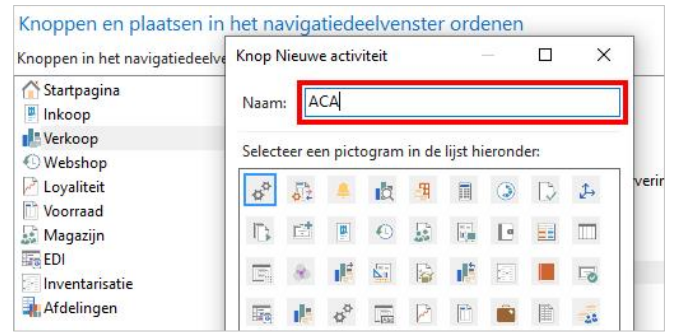 Knoppen en plaatsen in het navigatiedeelvenster ordenen
Knoppen in het navigatiedeelve
Knop Nieuwe activiteit
Startpagina
Naam: ACA
Inkoop
Verkoop
Selecteer een pictogram in de lijst hieronder:
Webshop
Loyaliteit
verin
Voorraad
Magazijn
EDI
Inventarisatie
Afdelingen